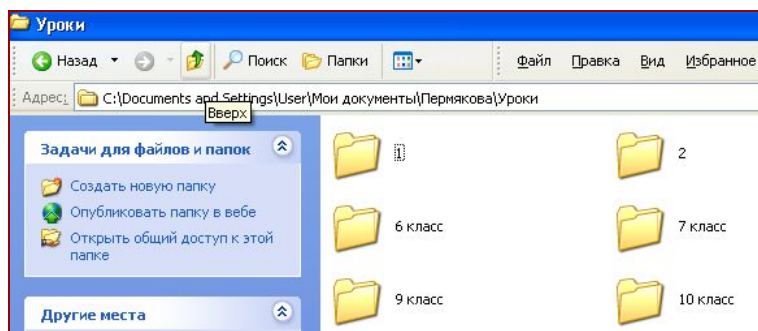 Уроки
Назад Поиск Папки Файл Правка Вид Избранное
Адрес: C:\Documents and Settings\User\Мои документы\Пермякова\Уроки
Вверх
Задачи для файлов и папок
Создать новую папку
Опубликовать папку в вебе
Открыть общий доступ к этой
папке
Другие места
1 2
6 класс 7 класс
9 класс 10 класс